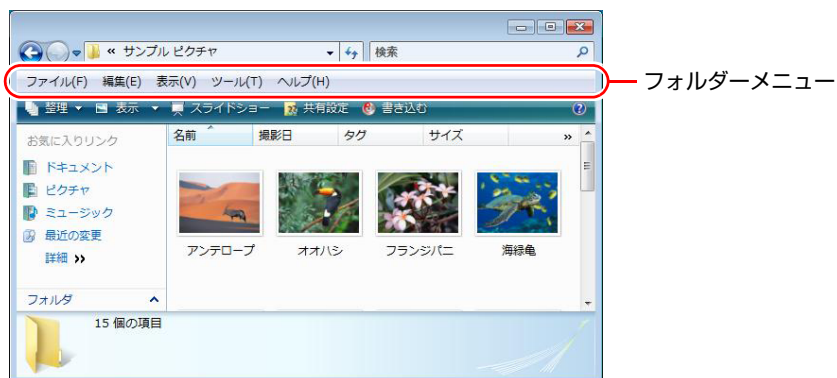 « サンプル ピクチャ
検索
ファイル(F) 編集(E) 表示(V) ツール(T) ヘルプ(H)
フォルダーメニュー
整理 表示 スライドショー 共有設定 書き込む
お気に入りリンク
名前 撮影日 タグ サイズ »
ドキュメント
ピクチャ
ミュージック
最近の変更
詳細 »
アンテロープ オオハシ フランジパニ 海緑亀
フォルダ
15 個の項目